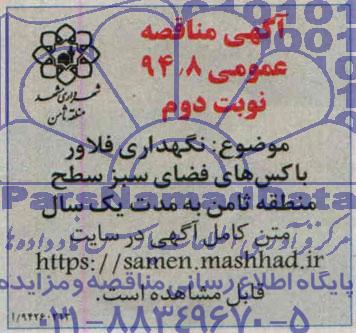 آگهی مناقصه
عمومی ۹۴.۸
نوبت دوم
شهرداری مشهد
منطقه ثامن
موضوع: نگهداری فلاور
باکس‌های فضای سبز سطح
منطقه ثامن به مدت یک سال
متن کامل آگهی در سایت
https://samen.mashhad.ir
قابل مشاهده است.
پایگاه اطلاع رسانی مناقصه و مزایده
۰۲۱-۸۸۳۴۹۶۷۰-۵